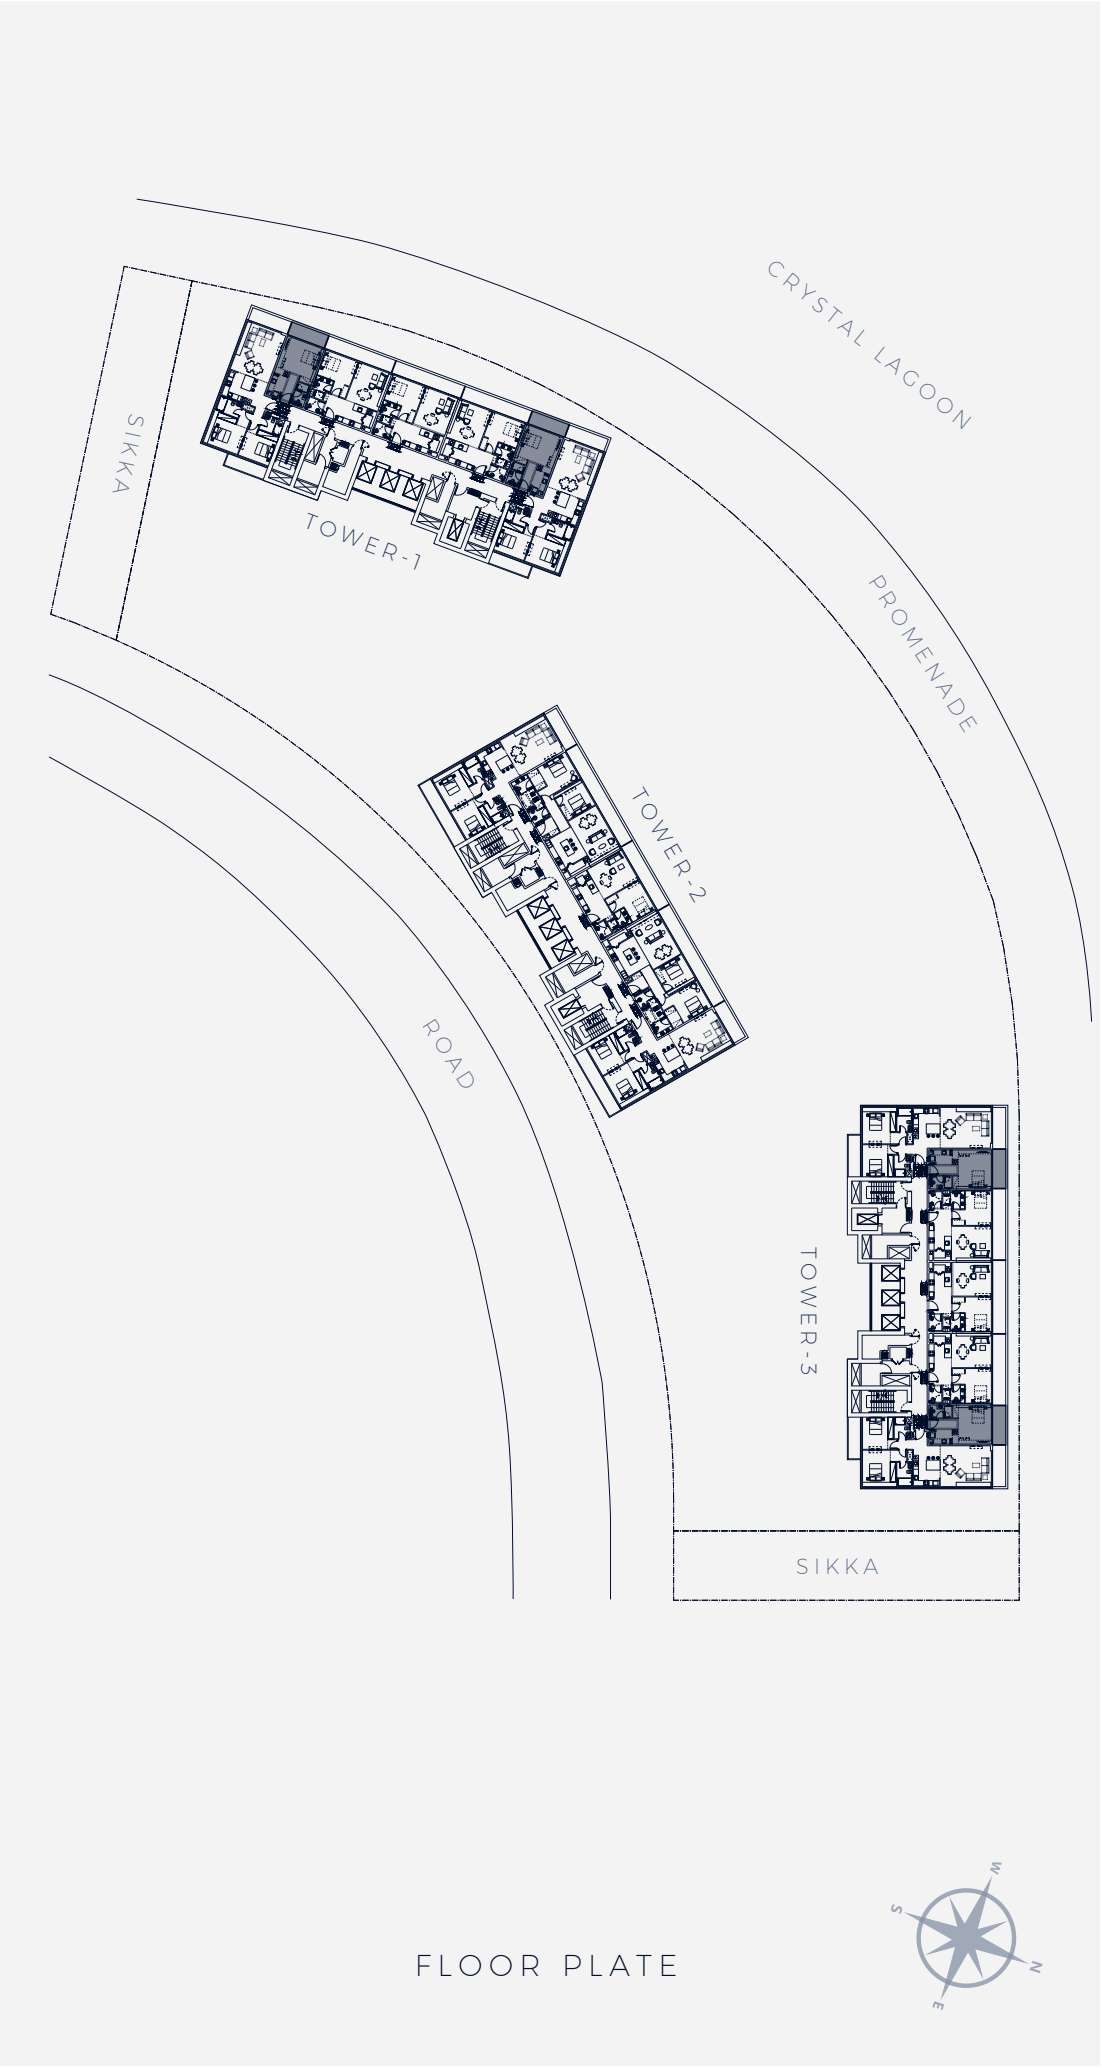 CRYSTAL LAGOON
SIKKA
TOWER-1
PROMENADE
TOWER-2
ROAD
TOWER-3
SIKKA
W
S
N
E
FLOOR PLATE